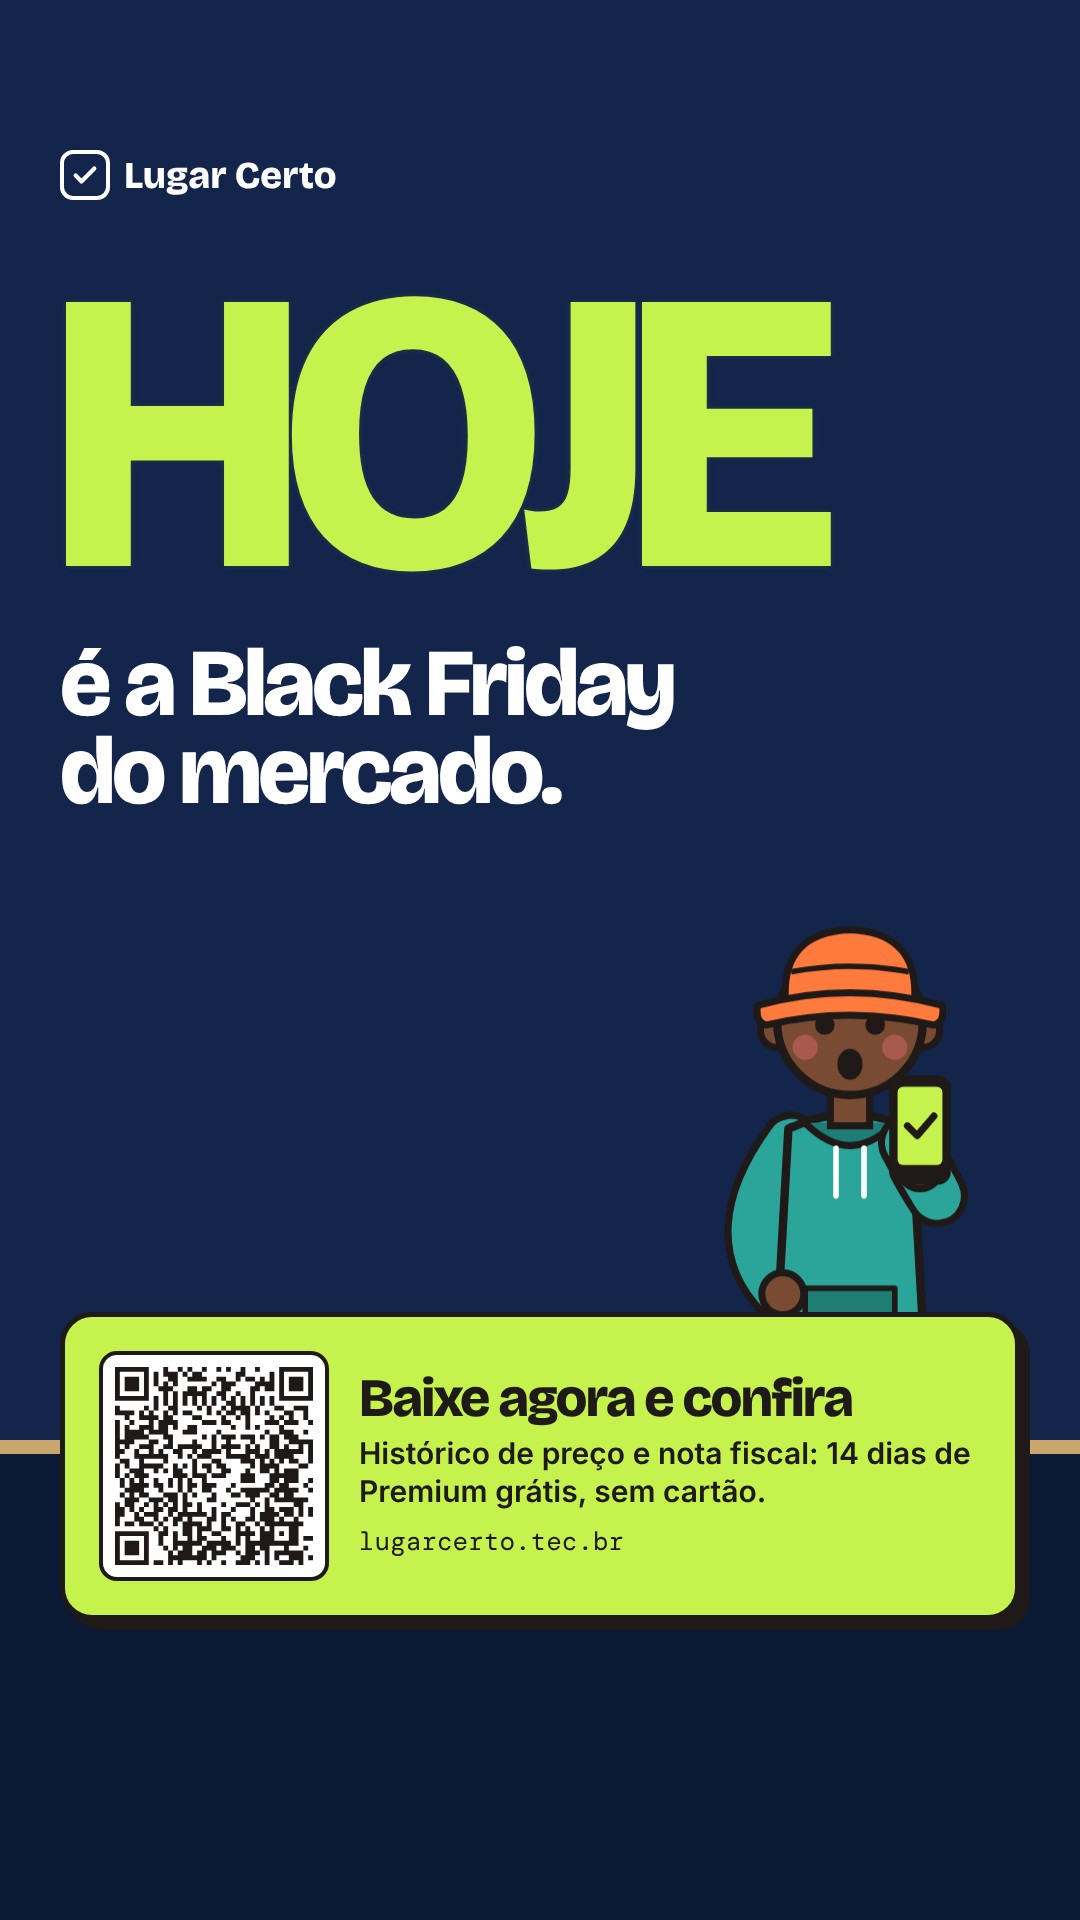 Lugar Certo
HOJE
é a Black Friday
do mercado.
Baixe agora e confira
Histórico de preço e nota fiscal: 14 dias de
Premium grátis, sem cartão.
lugarcerto.tec.br